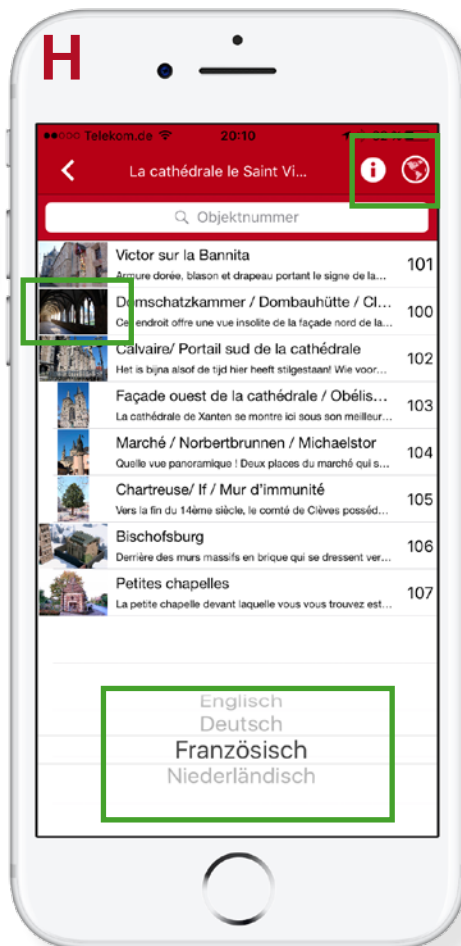 H
Telekom.de 20:10
La cathédrale le Saint Vi...
Objektnummer
Victor sur la Bannita
Armure dorée, blason et drapeau portant le signe de la...
101
Domschatzkammer / Dombauhütte / Cl...
Cet endroit offre une vue insolite de la façade nord de la...
100
Calvaire/ Portail sud de la cathédrale
Het is bijna alsof de tijd hier heeft stilgestaan! Wie voor...
102
Façade ouest de la cathédrale / Obélis...
La cathédrale de Xanten se montre ici sous son meilleur...
103
Marché / Norbertbrunnen / Michaelstor
Quelle vue panoramique ! Deux places du marché qui s...
104
Chartreuse/ If / Mur d'immunité
Vers la fin du 14ème siècle, le comté de Clèves posséd...
105
Bischofsburg
Derrière des murs massifs en brique qui se dressent ver...
106
Petites chapelles
La petite chapelle devant laquelle vous vous trouvez est...
107
Englisch
Deutsch
Französisch
Niederländisch